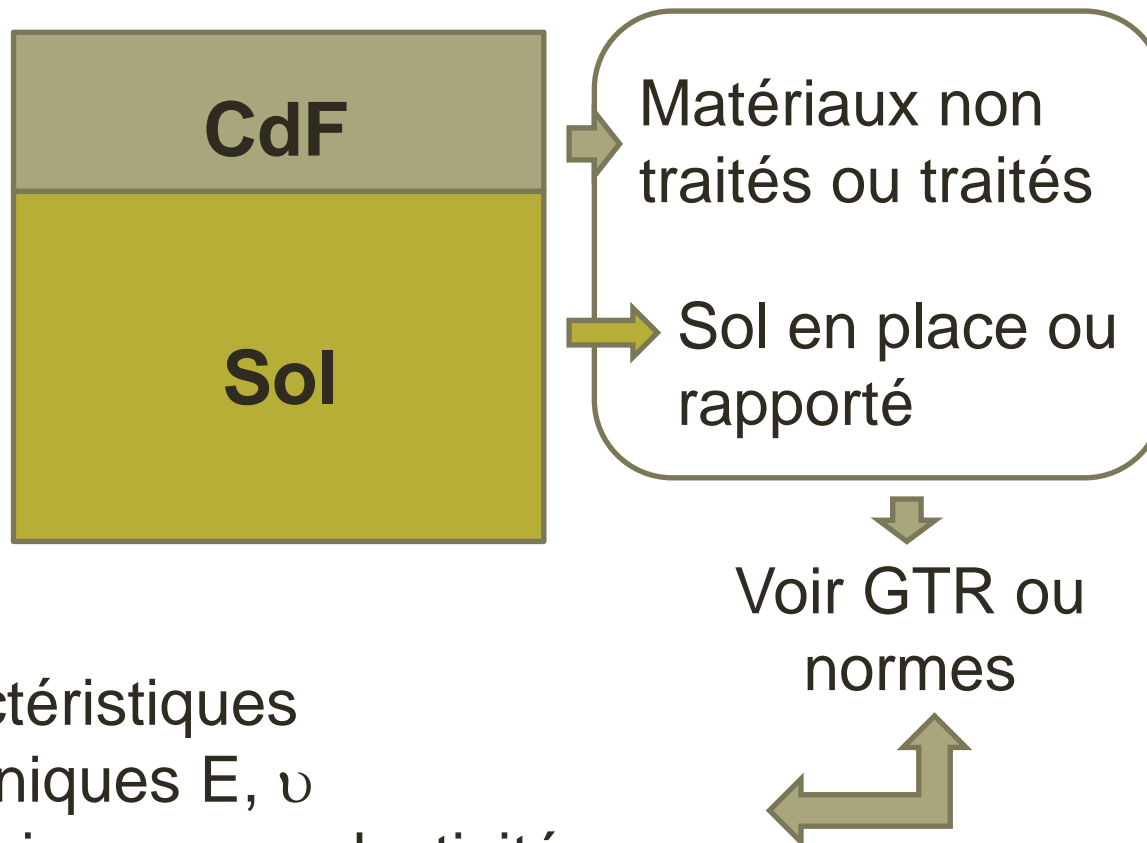 CdF
Matériaux non
traités ou traités
Sol
Sol en place ou
rapporté
Voir GTR ou
normes
ctéristiques
niques E, υ